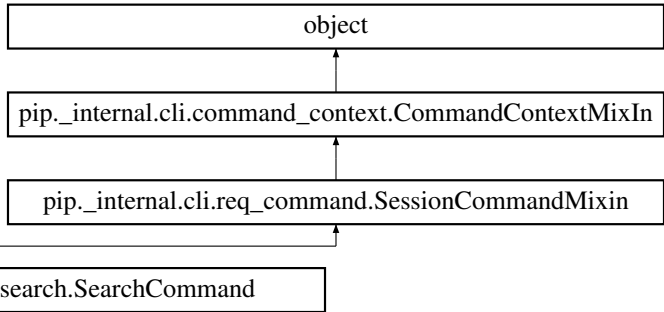 object
pip._internal.cli.command_context.CommandContextMixIn
pip._internal.cli.req_command.SessionCommandMixin
search.SearchCommand